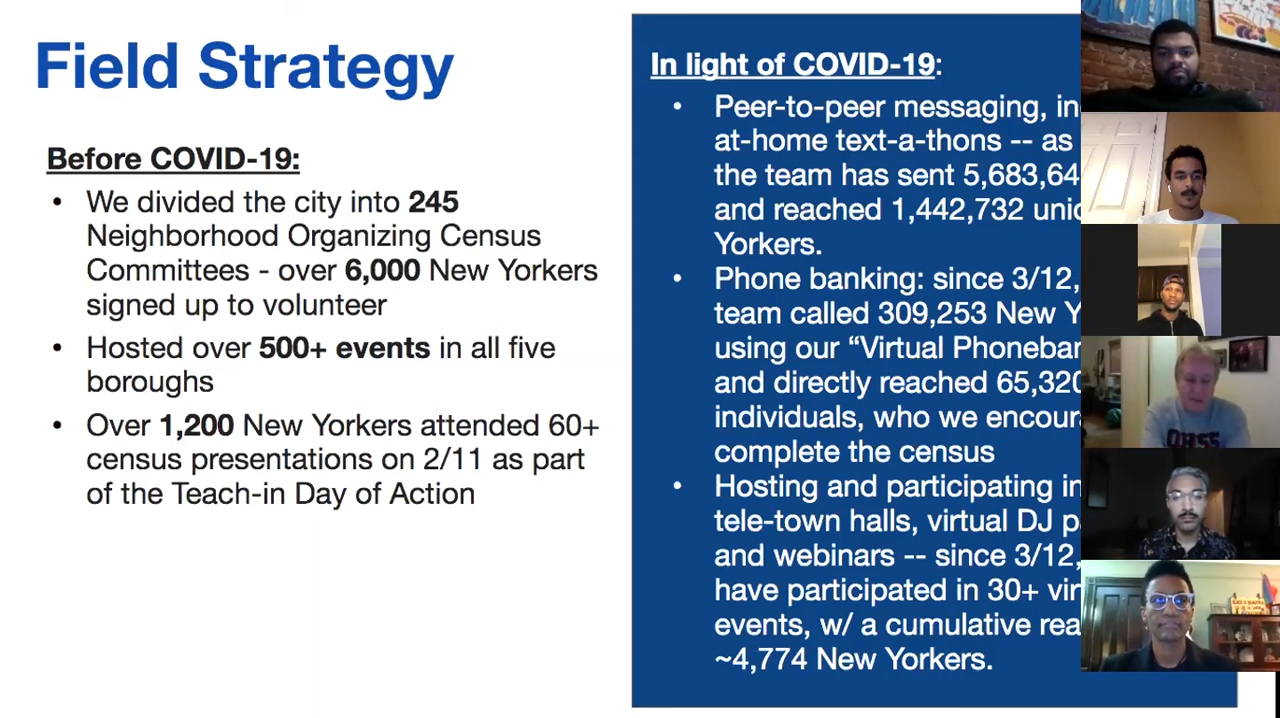 Field Strategy
Before COVID-19:
• We divided the city into 245
Neighborhood Organizing Census
Committees - over 6,000 New Yorkers
signed up to volunteer
• Hosted over 500+ events in all five
boroughs
• Over 1,200 New Yorkers attended 60+
census presentations on 2/11 as part
of the Teach-in Day of Action
In light of COVID-19:
• Peer-to-peer messaging,
at-home text-a-thons -- as
the team has sent 5,683,64
and reached 1,442,732
Yorkers.
• Phone banking: since 3/12,
team called 309,253 New Y
using our “Virtual
and directly reached 65,320
individuals, who we
complete the census
• Hosting and participating in
tele-town halls, virtual DJ
and webinars -- since 3/12,
have participated in 30+
events, w/ a cumulative
~4,774 New Yorkers.
OHSS